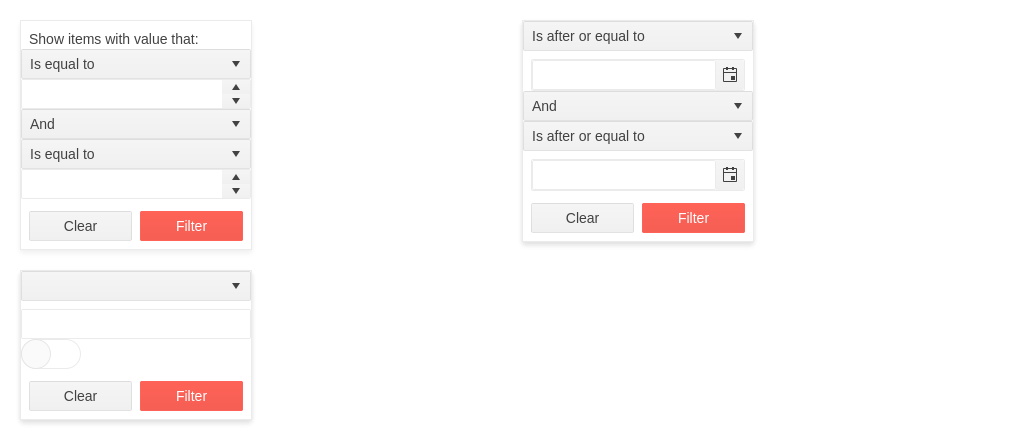 Show items with value that:
Is equal to
And
Is equal to
Clear Filter
Is after or equal to
And
Is after or equal to
Clear Filter
Clear Filter